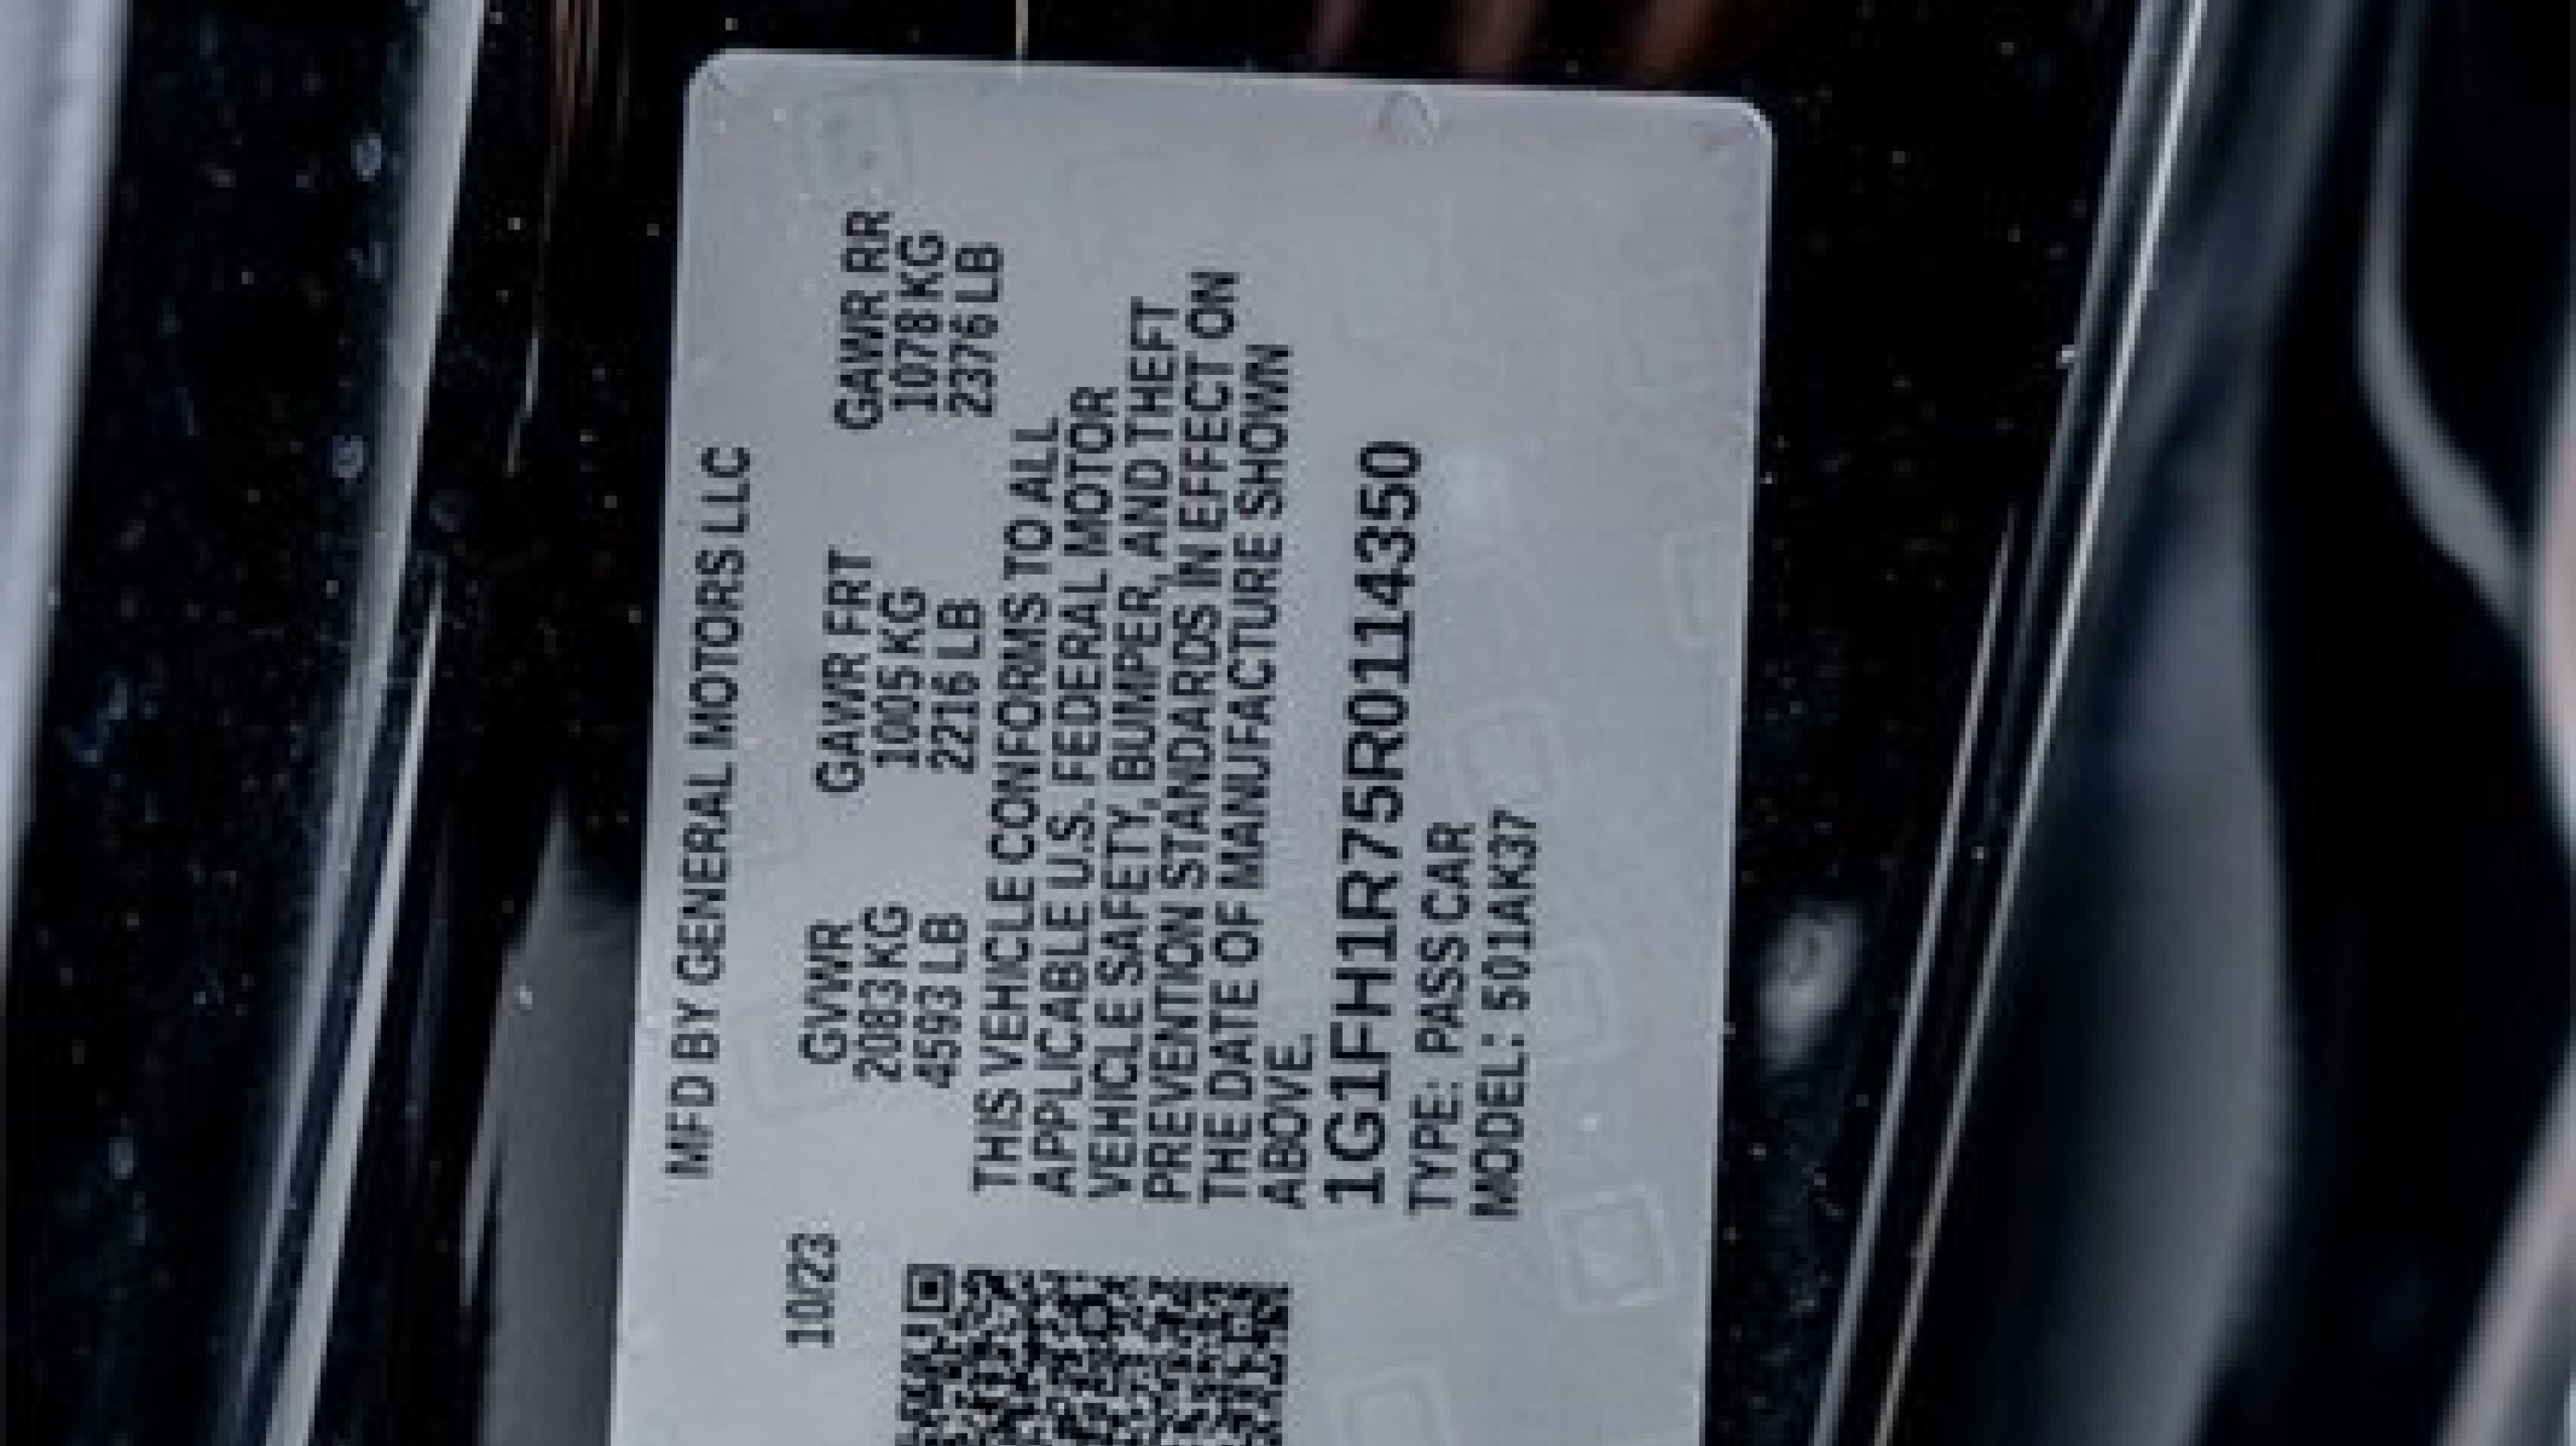 MFD BY GENERAL MOTORS LLC
10/23
GVWR GAWR FRT GAWR RR
2083 KG 1005 KG 1078 KG
4593 LB 2216 LB 2376 LB
THIS VEHICLE CONFORMS TO ALL
APPLICABLE U.S. FEDERAL MOTOR
VEHICLE SAFETY, BUMPER, AND THEFT
PREVENTION STANDARDS IN EFFECT ON
THE DATE OF MANUFACTURE SHOWN
ABOVE.
1G1FH1R75R0114350
TYPE: PASS CAR
MODEL: 501AK37